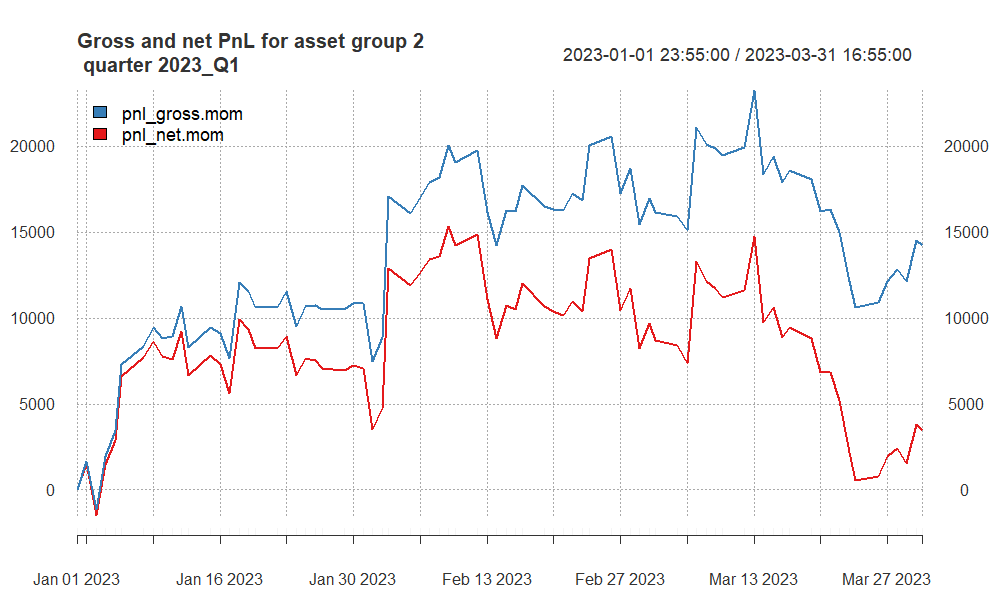 Gross and net PnL for asset group 2
quarter 2023_Q1
2023-01-01 23:55:00 / 2023-03-31 16:55:00
pnl_gross.mom
pnl_net.mom
20000 20000
15000 15000
10000 10000
5000 5000
0 0
Jan 01 2023 Jan 16 2023 Jan 30 2023 Feb 13 2023 Feb 27 2023 Mar 13 2023 Mar 27 2023